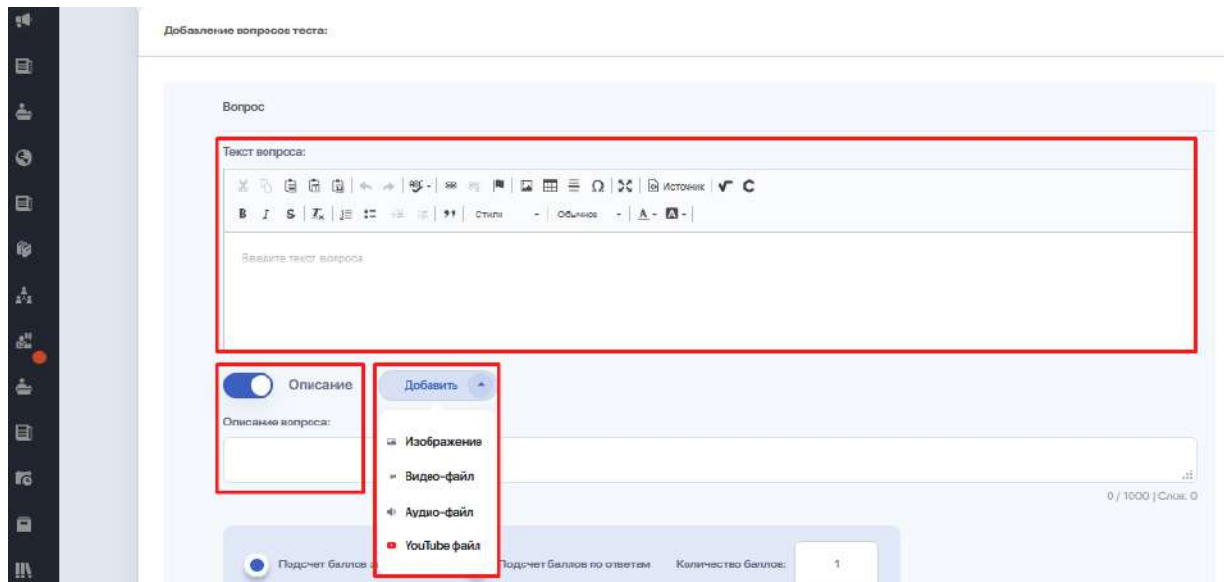 Добавление вопросов теста:
Вопрос
Текст вопроса:
Источник
B I S Стили Обычное A A
Введите текст вопроса
Описание Добавить
Описание вопроса:
Изображение
Видео-файл
0 / 1000 | Слов: 0
Аудио-файл
YouTube файл
Подсчет баллов Подсчет баллов по ответам Количество баллов: 1